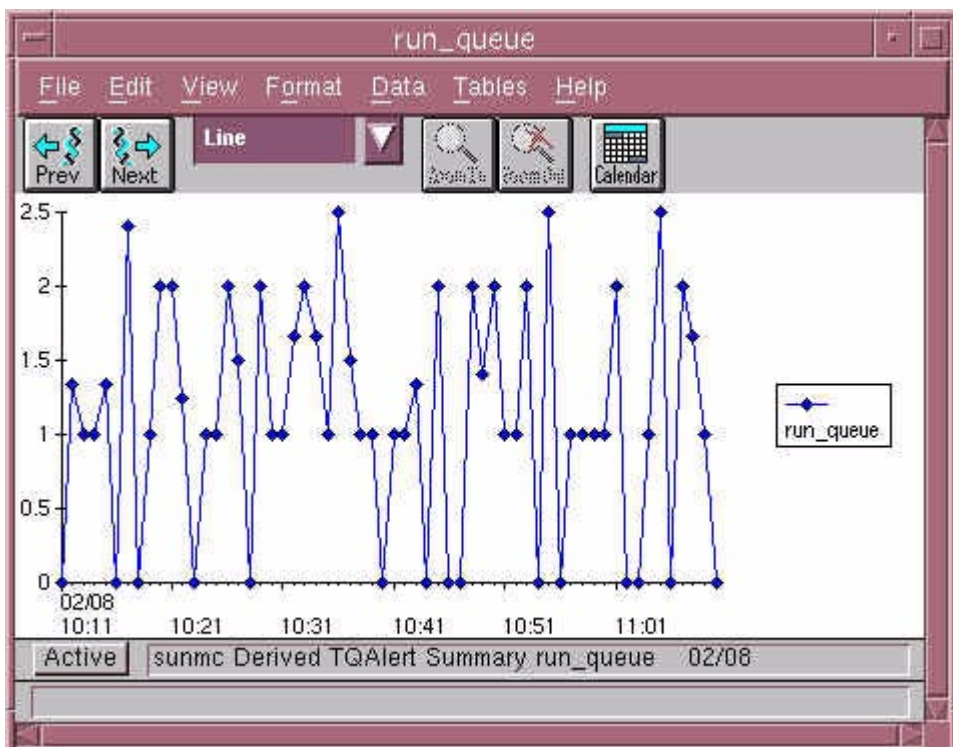 run_queue
File Edit View Format Data Tables Help
Line
Prev Next Calendar
2.5
2
1.5
1
0.5
0
run_queue
02/08
10:11 10:21 10:31 10:41 10:51 11:01
Active sunmc Derived TQAlert Summary run_queue 02/08